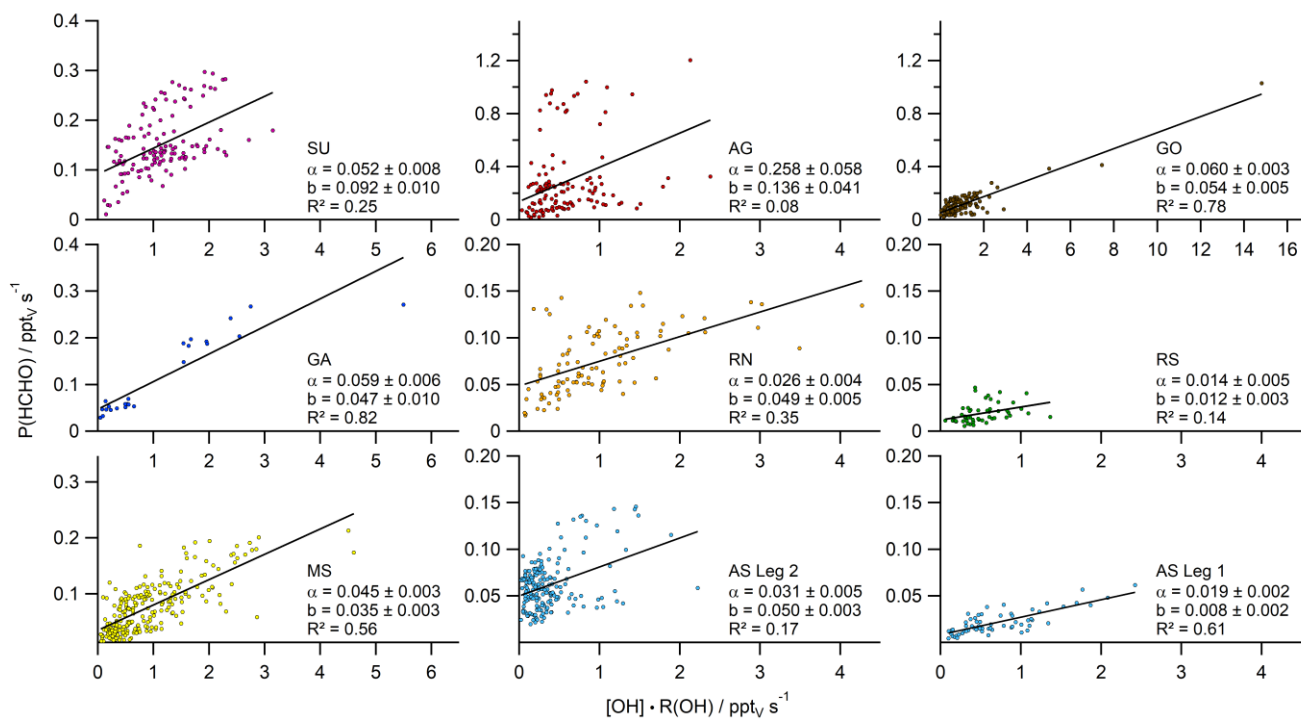 P(HCHO) / pptv s⁻¹
0.4
0.3
0.2
0.1
0
0 1 2 3 4 5 6
SU
α = 0.052 ± 0.008
b = 0.092 ± 0.010
R² = 0.25
1.2
0.8
0.4
0
0 1 2 3 4
AG
α = 0.258 ± 0.058
b = 0.136 ± 0.041
R² = 0.08
1.2
0.8
0.4
0
2 4 6 8 10 12 14 16
GO
α = 0.060 ± 0.003
b = 0.054 ± 0.005
R² = 0.78
0.4
0.3
0.2
0.1
0
0 1 2 3 4 5 6
GA
α = 0.059 ± 0.006
b = 0.047 ± 0.010
R² = 0.82
0.20
0.15
0.10
0.05
0
0 1 2 3 4
RN
α = 0.026 ± 0.004
b = 0.049 ± 0.005
R² = 0.35
0.20
0.15
0.10
0.05
0
0 1 2 3 4
RS
α = 0.014 ± 0.005
b = 0.012 ± 0.003
R² = 0.14
0.3
0.2
0.1
0 1 2 3 4 5 6
MS
α = 0.045 ± 0.003
b = 0.035 ± 0.003
R² = 0.56
0.20
0.15
0.10
0.05
0 1 2 3 4
AS Leg 2
α = 0.031 ± 0.005
b = 0.050 ± 0.003
R² = 0.17
0.20
0.15
0.10
0.05
0 1 2 3 4
AS Leg 1
α = 0.019 ± 0.002
b = 0.008 ± 0.002
R² = 0.61
[OH] • R(OH) / pptv s⁻¹